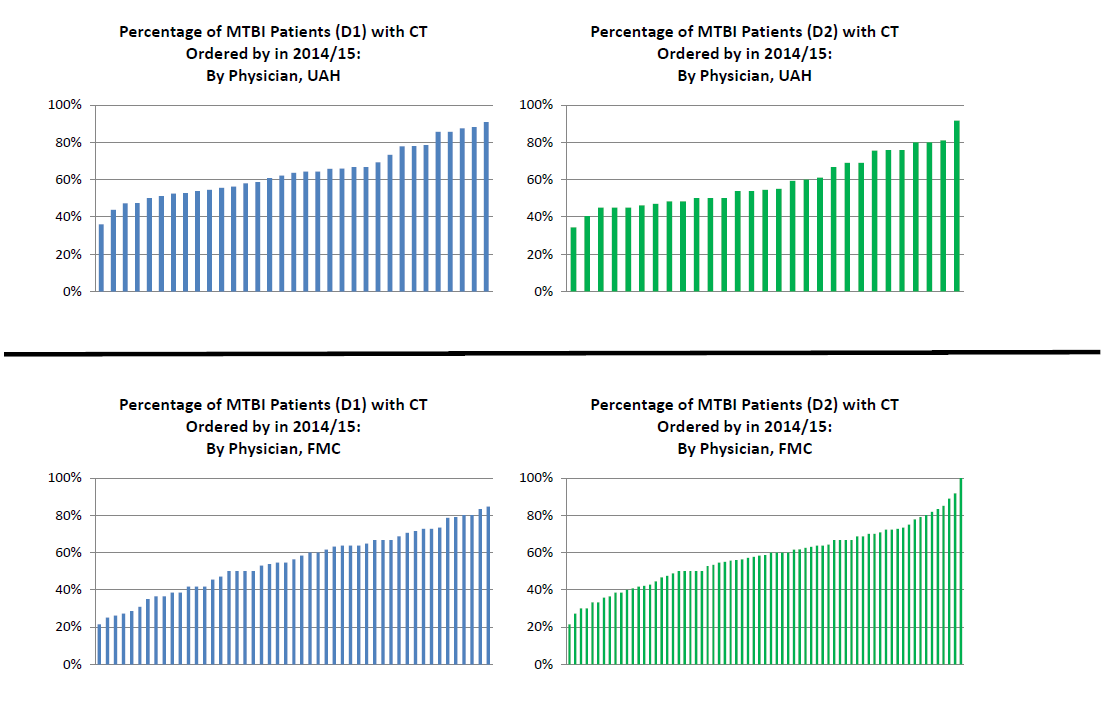 Percentage of MTBI Patients (D1) with CT
Ordered by in 2014/15:
By Physician, UAH
100%
80%
60%
40%
20%
0%
Percentage of MTBI Patients (D2) with CT
Ordered by in 2014/15:
By Physician, UAH
100%
80%
60%
40%
20%
0%
Percentage of MTBI Patients (D1) with CT
Ordered by in 2014/15:
By Physician, FMC
100%
80%
60%
40%
20%
0%
Percentage of MTBI Patients (D2) with CT
Ordered by in 2014/15:
By Physician, FMC
100%
80%
60%
40%
20%
0%